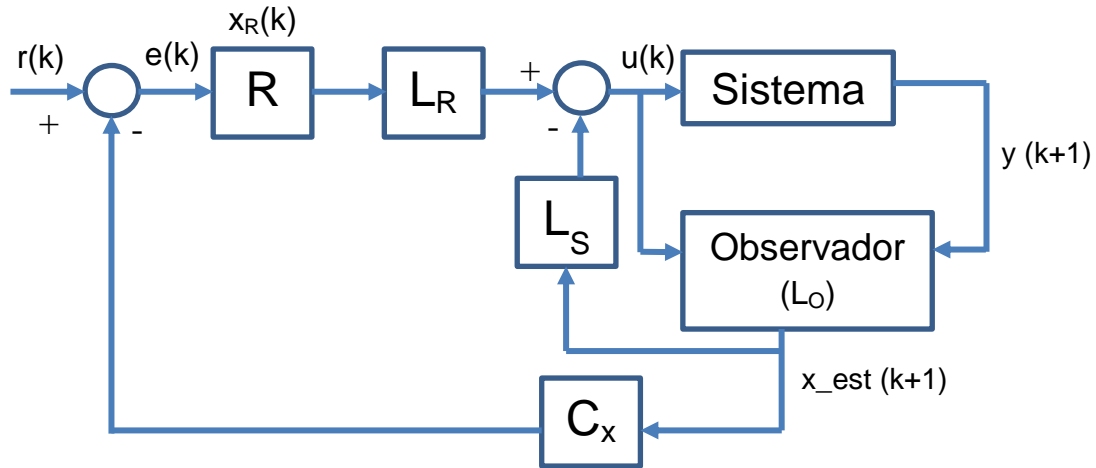 x_R(k)
r(k)
e(k)
R
L_R
+
-
u(k)
Sistema
+
-
y (k+1)
L_S
Observador
(L_O)
x_est (k+1)
C_x